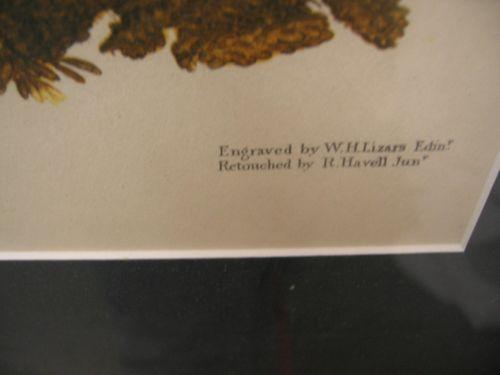 Engraved by W.H.Lizars Edinr.
Retouched by R.Havell Junr